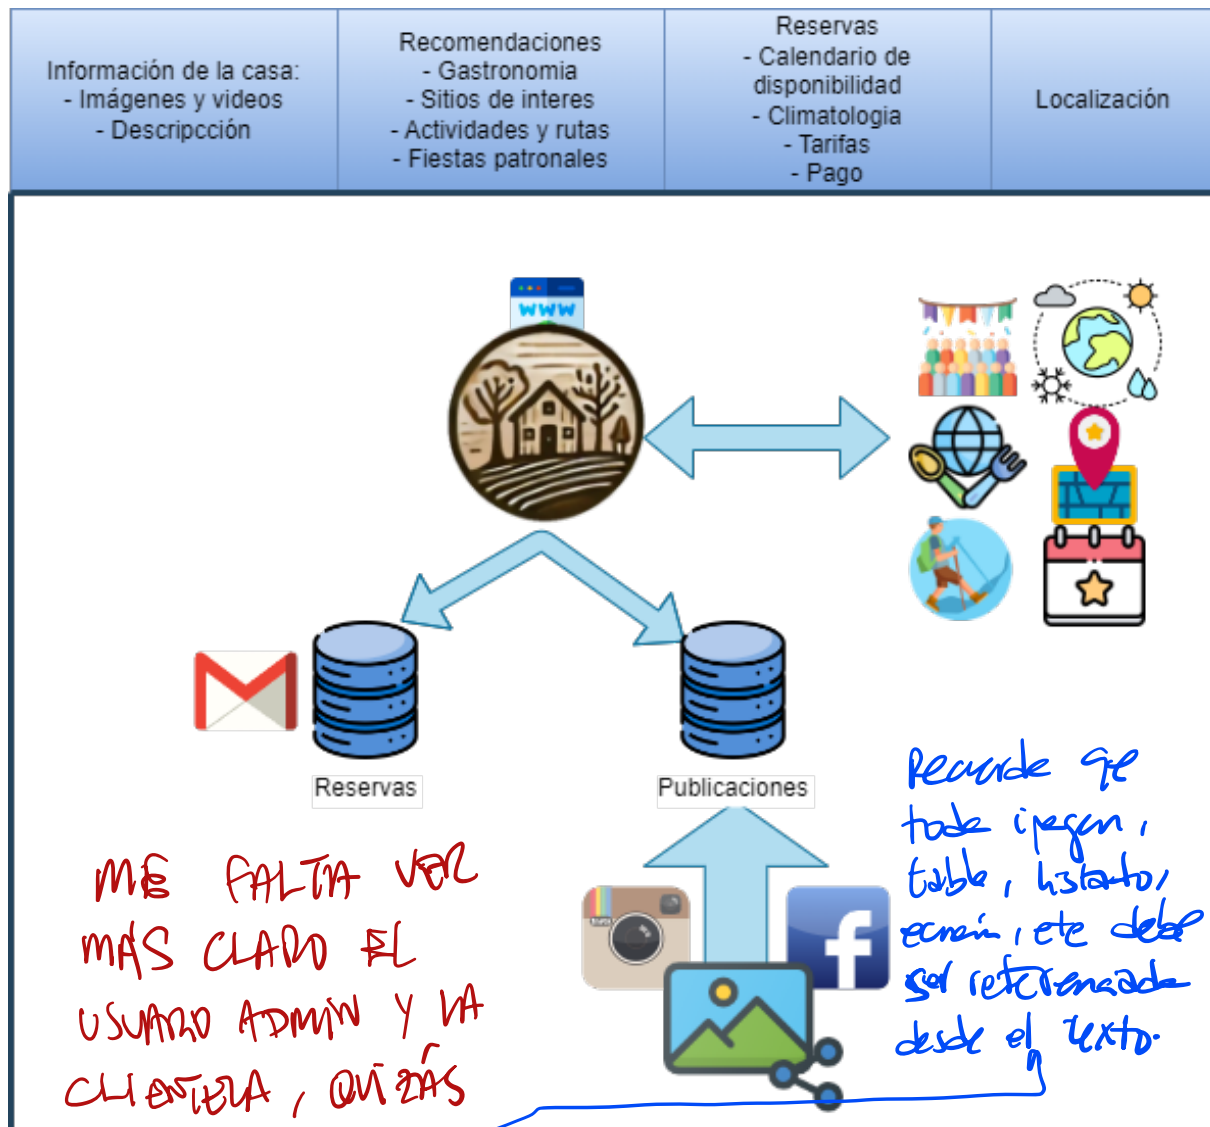 Información de la casa:
- Imágenes y videos
- Descripcción
Recomendaciones
- Gastronomia
- Sitios de interes
- Actividades y rutas
- Fiestas patronales
Reservas
- Calendario de
disponibilidad
- Climatologia
- Tarifas
- Pago
Localización
WWW
Reservas
Publicaciones
ME FALTA VER
MÁS CLARO EL
USUARIO ADMIN Y LA
CLIENTELA, QUIZÁS
Recuerde que
toda imagen,
tabla, listado,
ecuación, etc debe
ser referenciada
desde el texto.